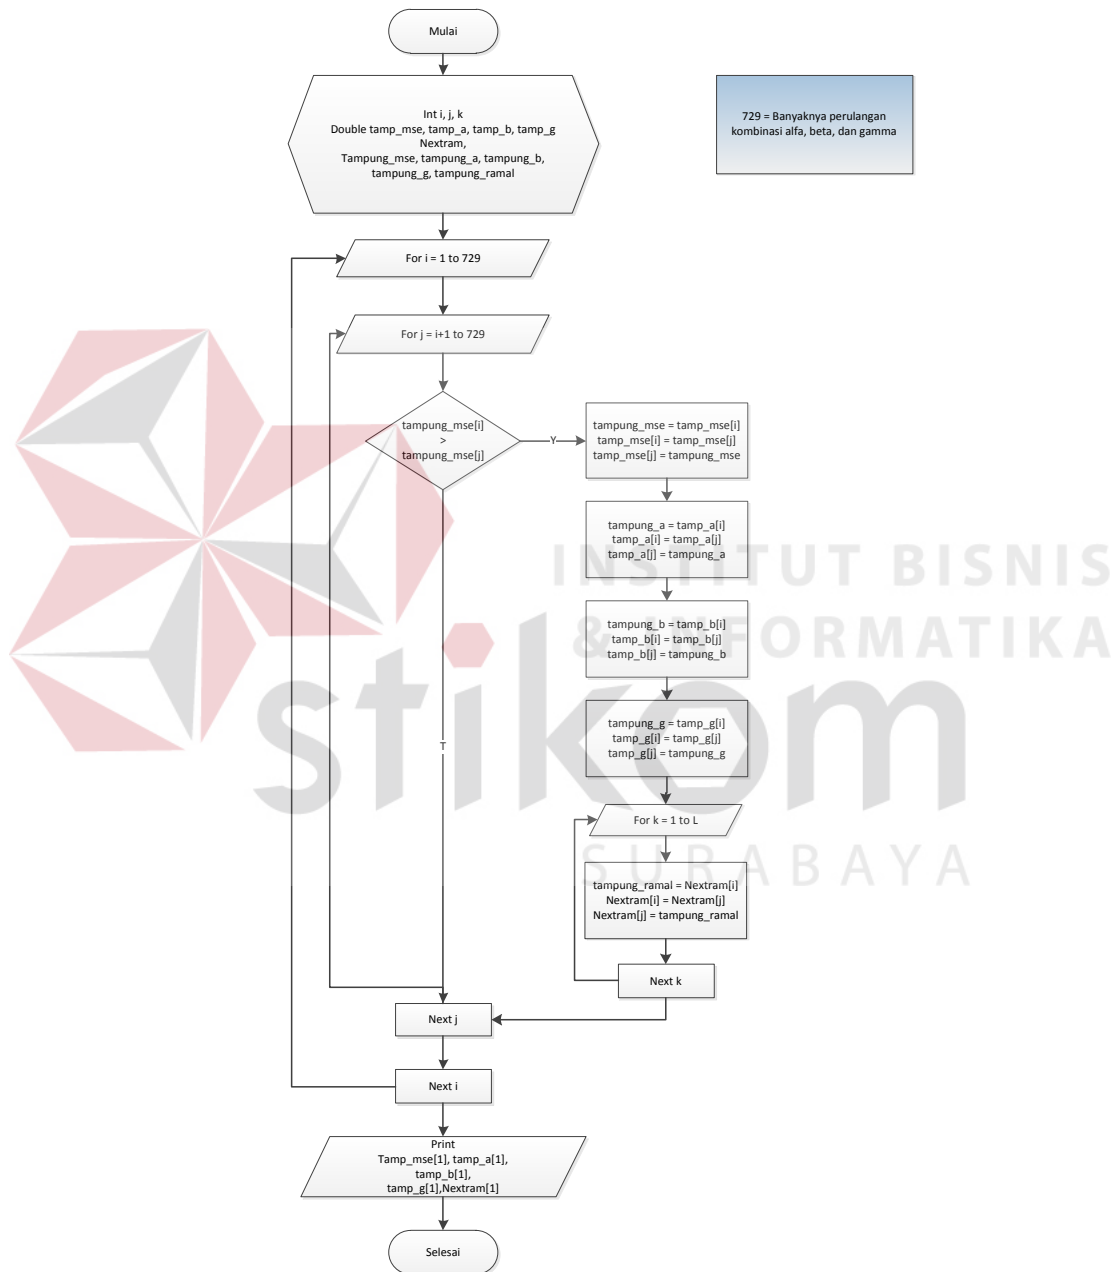 Mulai
Int i, j, k
Double tamp_mse, tamp_a, tamp_b, tamp_g
Nextram,
Tampung_mse, tampung_a, tampung_b,
tampung_g, tampung_ramal
729 = Banyaknya perulangan
kombinasi alfa, beta, dan gamma
For i = 1 to 729
For j = i+1 to 729
tampung_mse[i]
>
tampung_mse[j]
Y
tampung_mse = tamp_mse[i]
tamp_mse[i] = tamp_mse[j]
tamp_mse[j] = tampung_mse
tampung_a = tamp_a[i]
tamp_a[i] = tamp_a[j]
tamp_a[j] = tampung_a
tampung_b = tamp_b[i]
tamp_b[i] = tamp_b[j]
tamp_b[j] = tampung_b
tampung_g = tamp_g[i]
tamp_g[i] = tamp_g[j]
tamp_g[j] = tampung_g
T
For k = 1 to L
tampung_ramal = Nextram[i]
Nextram[i] = Nextram[j]
Nextram[j] = tampung_ramal
Next k
Next j
Next i
Print
Tamp_mse[1], tamp_a[1],
tamp_b[1],
tamp_g[1],Nextram[1]
Selesai
INSTITUT BISNIS
& INFORMATIKA
stikom
SURABAYA